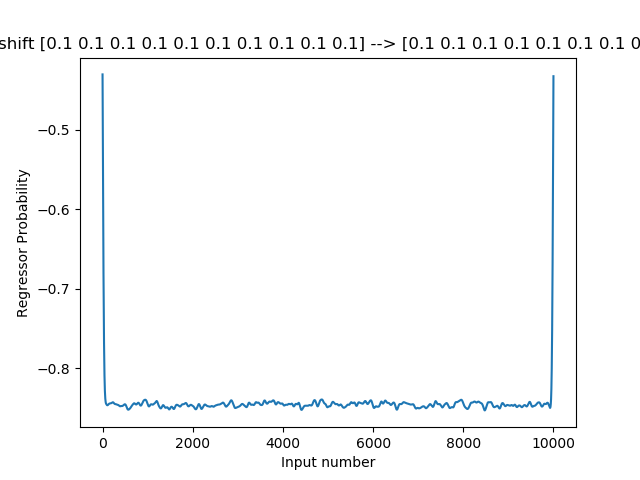 shift [0.1 0.1 0.1 0.1 0.1 0.1 0.1 0.1 0.1 0.1] --> [0.1 0.1 0.1 0.1 0.1 0.1 0.1 0
Regressor Probability
−0.5
−0.6
−0.7
−0.8
0 2000 4000 6000 8000 10000
Input number